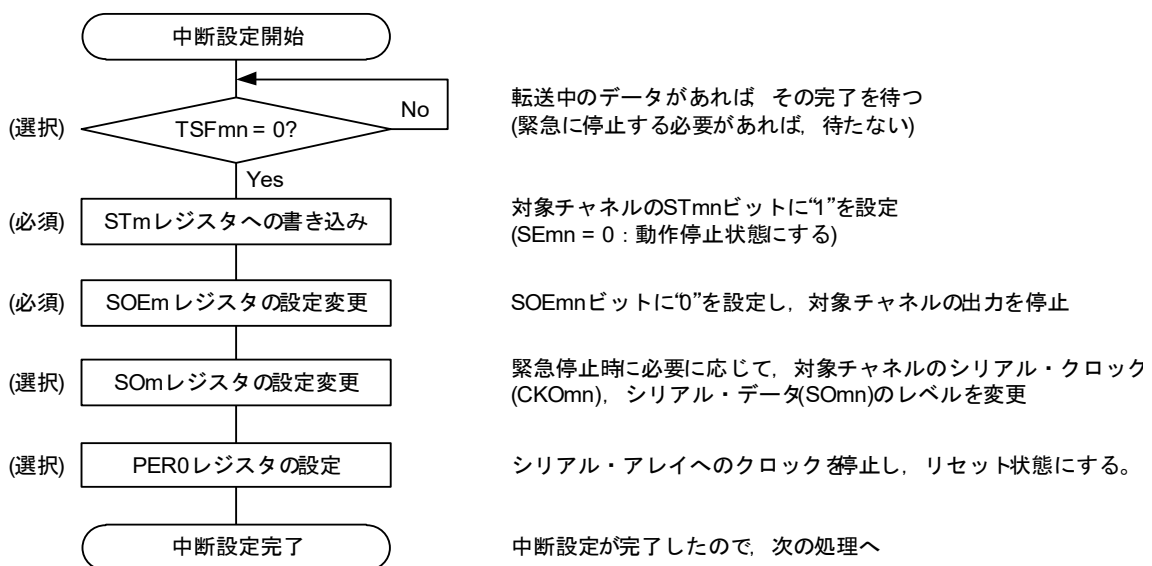 中断設定開始
No
転送中のデータがあれば その完了を待つ
(選択) TSFmn = 0?
(緊急に停止する必要があれば, 待たない)
Yes
(必須) STmレジスタへの書き込み
対象チャネルのSTmnビットに“1”を設定
(SEmn = 0 : 動作停止状態にする)
(必須) SOEm レジスタの設定変更
SOEmnビットに“0”を設定し, 対象チャネルの出力を停止
(選択) SOmレジスタの設定変更
緊急停止時に必要に応じて, 対象チャネルのシリアル・クロック
(CKOmn), シリアル・データ(SOmn)のレベルを変更
(選択) PER0レジスタの設定
シリアル・アレイへのクロックを停止し, リセット状態にする。
中断設定完了
中断設定が完了したので, 次の処理へ